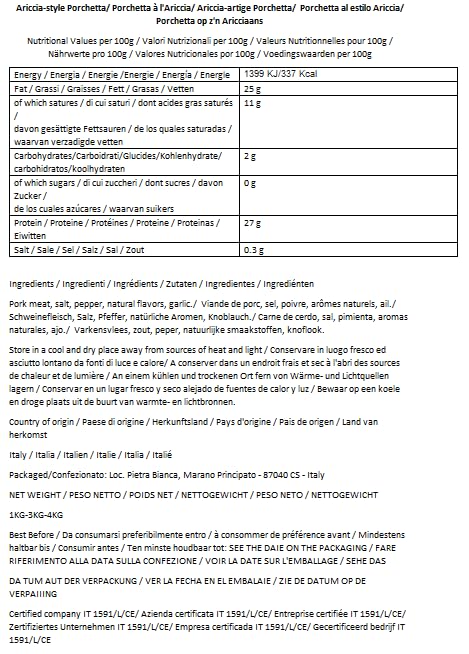 Ariccia-style Porchetta/ Porchetta à l'Ariccia/ Ariccia-artige Porchetta/ Porchetta al estilo Ariccia/
Porchetta op z'n Aricciaans
Nutritional Values per 100g / Valori Nutrizionali per 100g / Valeurs Nutritionnelles pour 100g /
Nährwerte pro 100g / Valores Nutricionales por 100g / Voedingswaarden per 100g
Energy / Energia / Energie /Energie / Energía / Energie 1399 KJ/337 Kcal
Fat / Grassi / Graisses / Fett / Grasas / Vetten 25 g
of which satures / di cui saturi / dont acides gras saturés 11 g
/
davon gesättigte Fettsauren / de los quales saturadas /
waarvan verzadigde vetten
Carbohydrates/Carboidrati/Glucides/Kohlenhydrate/ 2 g
carbohidratos/koolhydraten
of which sugars / di cui zuccheri / dont sucres / davon 0 g
Zucker /
de los cuales azúcares / waarvan suikers
Protein / Proteine / Protéines / Proteine / Proteinas / 27 g
Eiwitten
Salt / Sale / Sel / Salz / Sal / Zout 0.3 g
Ingredients / Ingredienti / Ingrédients / Zutaten / Ingredientes / Ingrediënten
Pork meat, salt, pepper, natural flavors, garlic./ Viande de porc, sel, poivre, arômes naturels, ail./
Schweinefleisch, Salz, Pfeffer, natürliche Aromen, Knoblauch./ Carne de cerdo, sal, pimienta, aromas
naturales, ajo./ Varkensvlees, zout, peper, natuurlijke smaakstoffen, knoflook.
Store in a cool and dry place away from sources of heat and light / Conservare in luogo fresco ed
asciutto lontano da fonti di luce e calore/ A conserver dans un endroit frais et sec à l'abri des sources
de chaleur et de lumière / An einem kühlen und trockenen Ort fern von Wärme- und Lichtquellen
lagern / Conservar en un lugar fresco y seco alejado de fuentes de calor y luz / Bewaar op een koele
en droge plaats uit de buurt van warmte- en lichtbronnen.
Country of origin / Paese di origine / Herkunftsland / Pays d'origine / Pais de origen / Land van
herkomst
Italy / Italia / Italien / Italie / Italia / Italië
Packaged/Confezionato: Loc. Pietra Bianca, Marano Principato - 87040 CS - Italy
NET WEIGHT / PESO NETTO / POIDS NET / NETTOGEWICHT / PESO NETO / NETTOGEWICHT
1KG-3KG-4KG
Best Before / Da consumarsi preferibilmente entro / à consommer de préférence avant / Mindestens
haltbar bis / Consumir antes / Ten minste houdbaar tot: SEE THE DAIE ON THE PACKAGING / FARE
RIFERIMENTO ALLA DATA SULLA CONFEZIONE / VOIR LA DATE SUR L'EMBALLAGE / SEHE DAS
DA TUM AUT DER VERPACKUNG / VER LA FECHA EN EL EMBALAIE / ZIE DE DATUM OP DE
VERPAIIING
Certified company IT 1591/L/CE/ Azienda certificata IT 1591/L/CE/ Entreprise certifiée IT 1591/L/CE/
Zertifiziertes Unternehmen IT 1591/L/CE/ Empresa certificada IT 1591/L/CE/ Gecertificeerd bedrijf IT
1591/L/CE